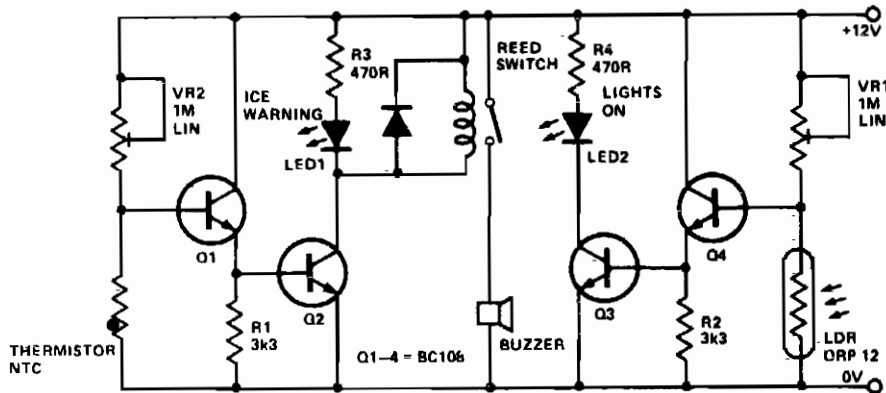 +12V
R3
470R
REED
SWITCH
R4
470R
VR2
1M
LIN
ICE
WARNING
LIGHTS
ON
VR1
1M
LIN
LED1
LED2
Q1
Q4
Q2
Q3
R1
3k3
R2
3k3
BUZZER
THERMISTOR
NTC
Q1–4 = BC108
LDR
ORP 12
0V